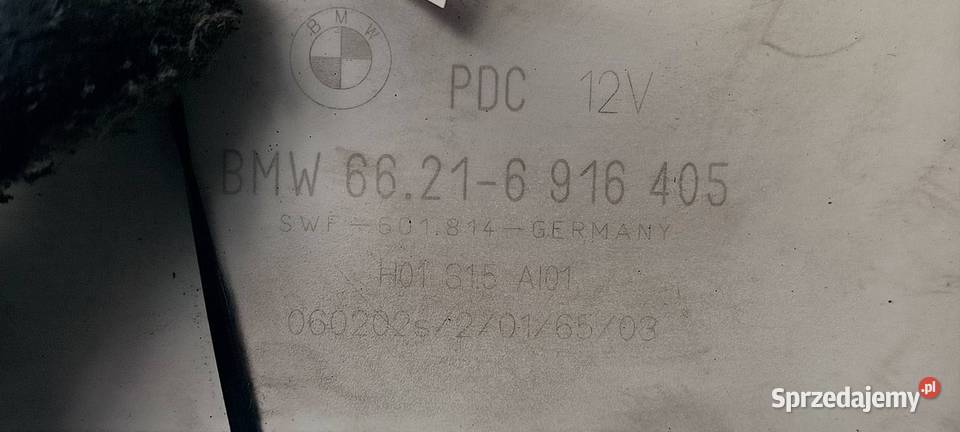 BMW
PDC 12V
BMW 66.21-6 916 405
SWF-601.814-GERMANY
H01 S15 AI01
060202s/2/01/65/03
Sprzedajemy.pl